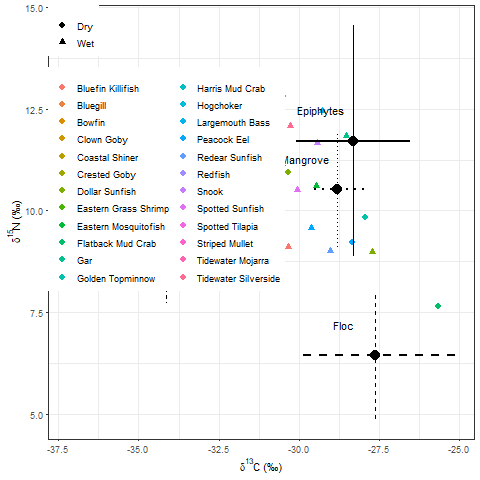 15.0
12.5
10.0
7.5
5.0
δ15N (‰)
Dry
Wet
Bluefin Killifish
Bluegill
Bowfin
Clown Goby
Coastal Shiner
Crested Goby
Dollar Sunfish
Eastern Grass Shrimp
Eastern Mosquitofish
Flatback Mud Crab
Gar
Golden Topminnow
Harris Mud Crab
Hogchoker
Largemouth Bass
Peacock Eel
Redear Sunfish
Redfish
Snook
Spotted Sunfish
Spotted Tilapia
Striped Mullet
Tidewater Mojarra
Tidewater Silverside
Epiphytes
Mangrove
Floc
-37.5 -35.0 -32.5 -30.0 -27.5 -25.0
δ13C (‰)